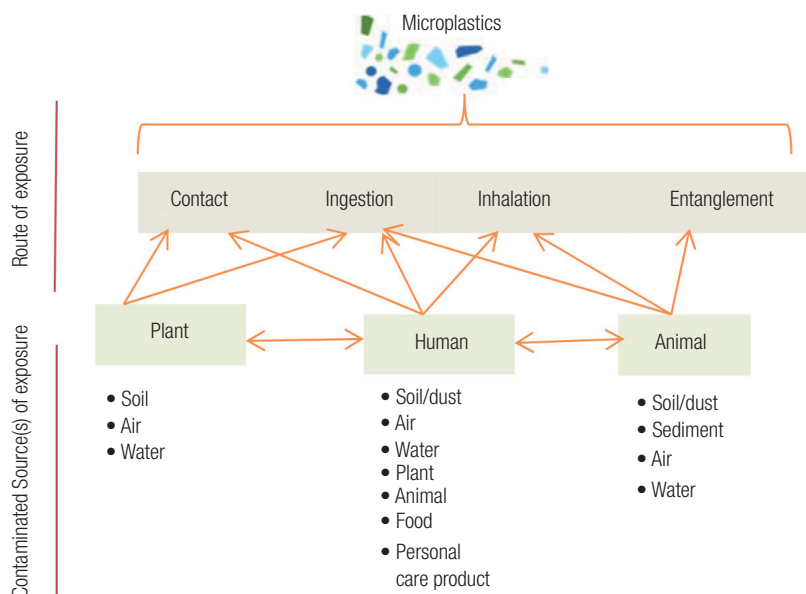 Microplastics
Route of exposure
Contact
Ingestion
Inhalation
Entanglement
Contaminated Source(s) of exposure
Plant
Human
Animal
• Soil
• Air
• Water
• Soil/dust
• Air
• Water
• Plant
• Animal
• Food
• Personal
care product
• Soil/dust
• Sediment
• Air
• Water